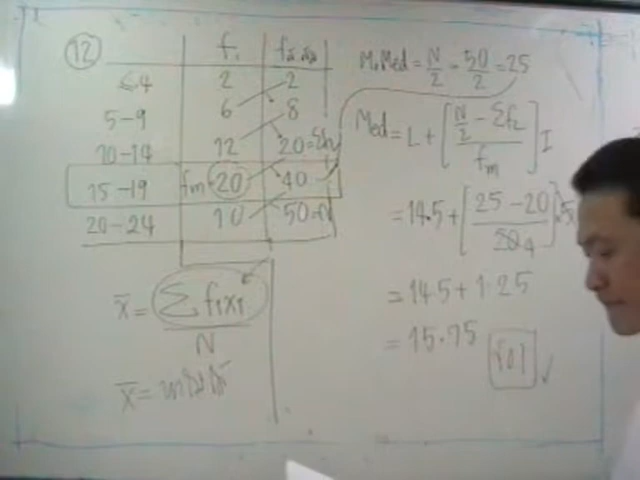 12
f. f
2 2
5-9 6 8
10-14 12 20=Σf
15-19 fm 20 40
20-24 10 50=N
x̄ = Σfixi / N
x̄ =
M.Med = N/2 = 50/2 = 25
Med = L + [(N/2 - ΣfL) / fm] I
= 14.5 + [(25-20) / 20 4] 5
= 14.5 + 1.25
= 15.75